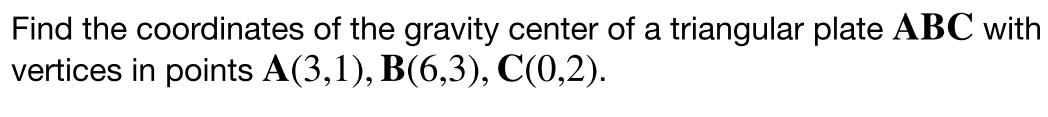 Find the coordinates of the gravity center of a triangular plate ABC with
vertices in points A(3,1), B(6,3), C(0,2).